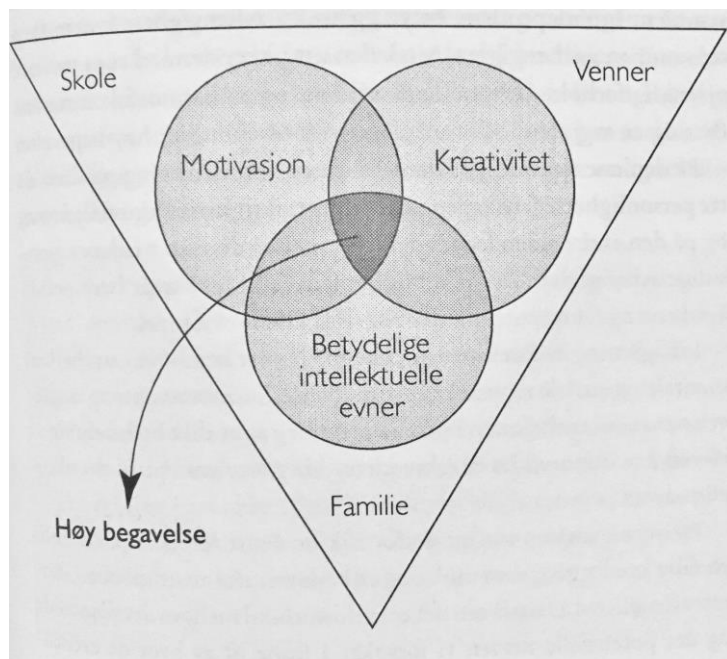 Skole
Venner
Motivasjon
Kreativitet
Betydelige
intellektuelle
evner
Høy begavelse
Familie